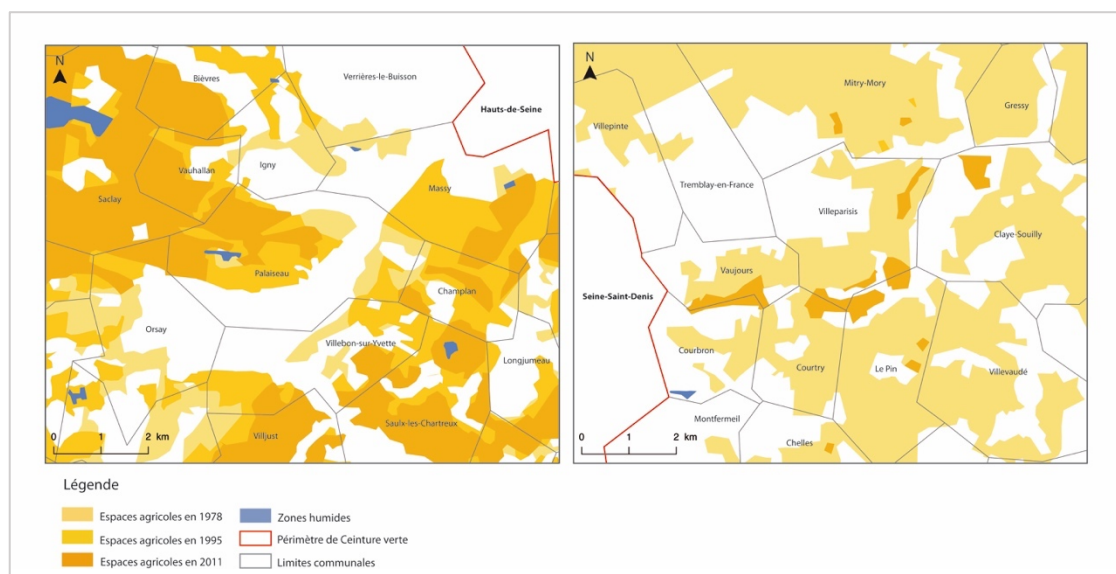 N
Bièvres
Verrières-le-Buisson
Hauts-de-Seine
Vauhallan
Igny
Massy
Saclay
Palaiseau
Champlan
Orsay
Villebon-sur-Yvette
Longjumeau
Saulx-les-Chartreux
Villjust
0 1 2 km
N
Mitry-Mory
Gressy
Villepinte
Tremblay-en-France
Villeparisis
Claye-Souilly
Vaujours
Seine-Saint-Denis
Courbron
Courtry
Le Pin
Villevaudé
Montfermeil
Chelles
0 1 2 km
Légende
Espaces agricoles en 1978
Espaces agricoles en 1995
Espaces agricoles en 2011
Zones humides
Périmètre de Ceinture verte
Limites communales